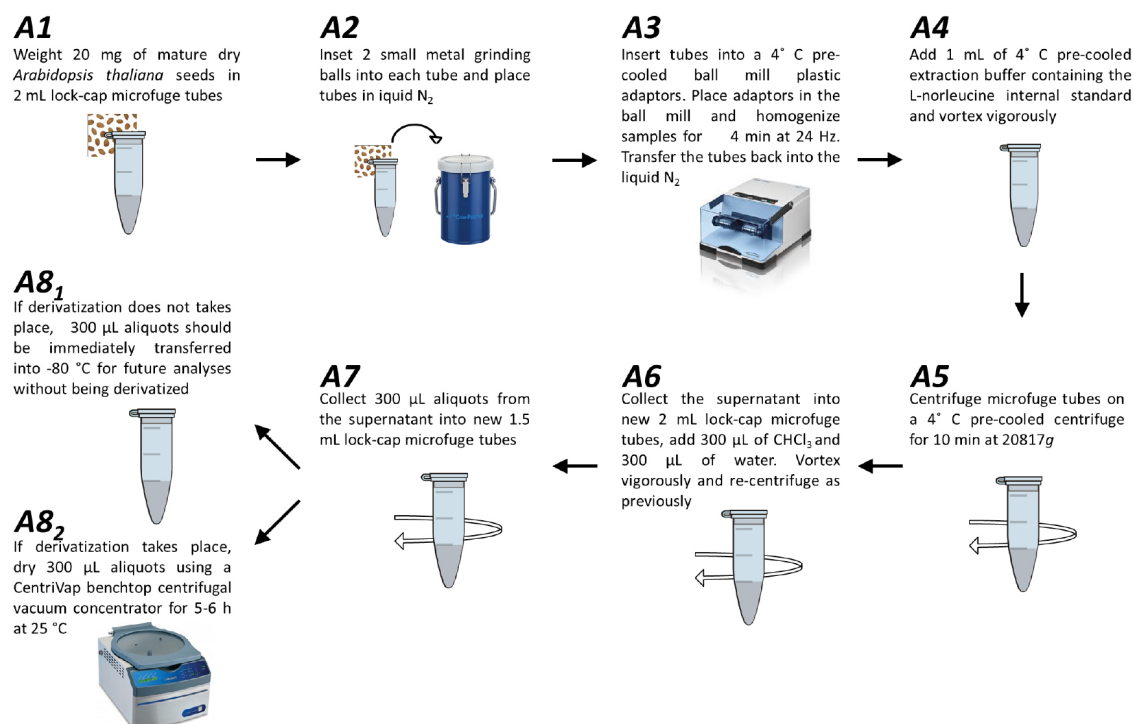 A1
Weight 20 mg of mature dry
Arabidopsis thaliana seeds in
2 mL lock-cap microfuge tubes
A2
Inset 2 small metal grinding
balls into each tube and place
tubes in iquid N2
A3
Insert tubes into a 4˚ C pre-
cooled ball mill plastic
adaptors. Place adaptors in the
ball mill and homogenize
samples for 4 min at 24 Hz.
Transfer the tubes back into the
liquid N2
A4
Add 1 mL of 4˚ C pre-cooled
extraction buffer containing the
L-norleucine internal standard
and vortex vigorously
A5
Centrifuge microfuge tubes on
a 4˚ C pre-cooled centrifuge
for 10 min at 20817g
A6
Collect the supernatant into
new 2 mL lock-cap microfuge
tubes, add 300 µL of CHCl3 and
300 µL of water. Vortex
vigorously and re-centrifuge as
previously
A7
Collect 300 µL aliquots from
the supernatant into new 1.5
mL lock-cap microfuge tubes
A81
If derivatization does not takes
place, 300 µL aliquots should
be immediately transferred
into -80 °C for future analyses
without being derivatized
A82
If derivatization takes place,
dry 300 µL aliquots using a
CentriVap benchtop centrifugal
vacuum concentrator for 5-6 h
at 25 °C